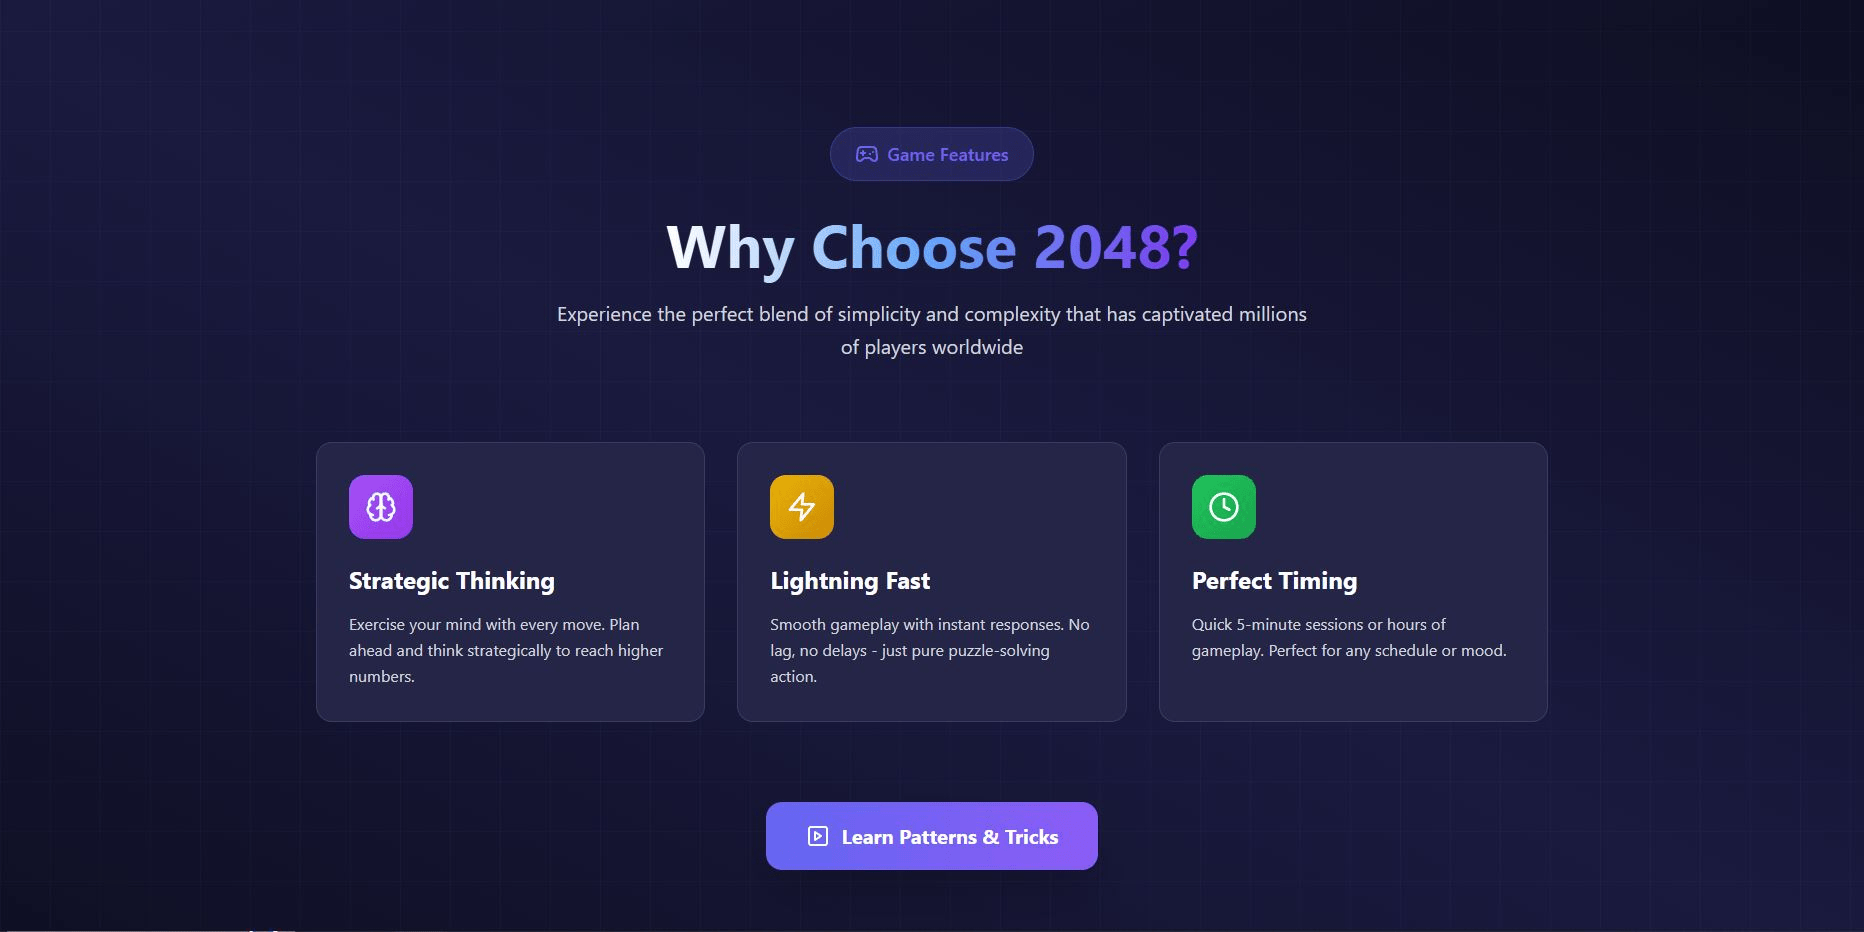 Game Features
Why Choose 2048?
Experience the perfect blend of simplicity and complexity that has captivated millions
of players worldwide
Strategic Thinking
Exercise your mind with every move. Plan
ahead and think strategically to reach higher
numbers.
Lightning Fast
Smooth gameplay with instant responses. No
lag, no delays - just pure puzzle-solving
action.
Perfect Timing
Quick 5-minute sessions or hours of
gameplay. Perfect for any schedule or mood.
Learn Patterns & Tricks